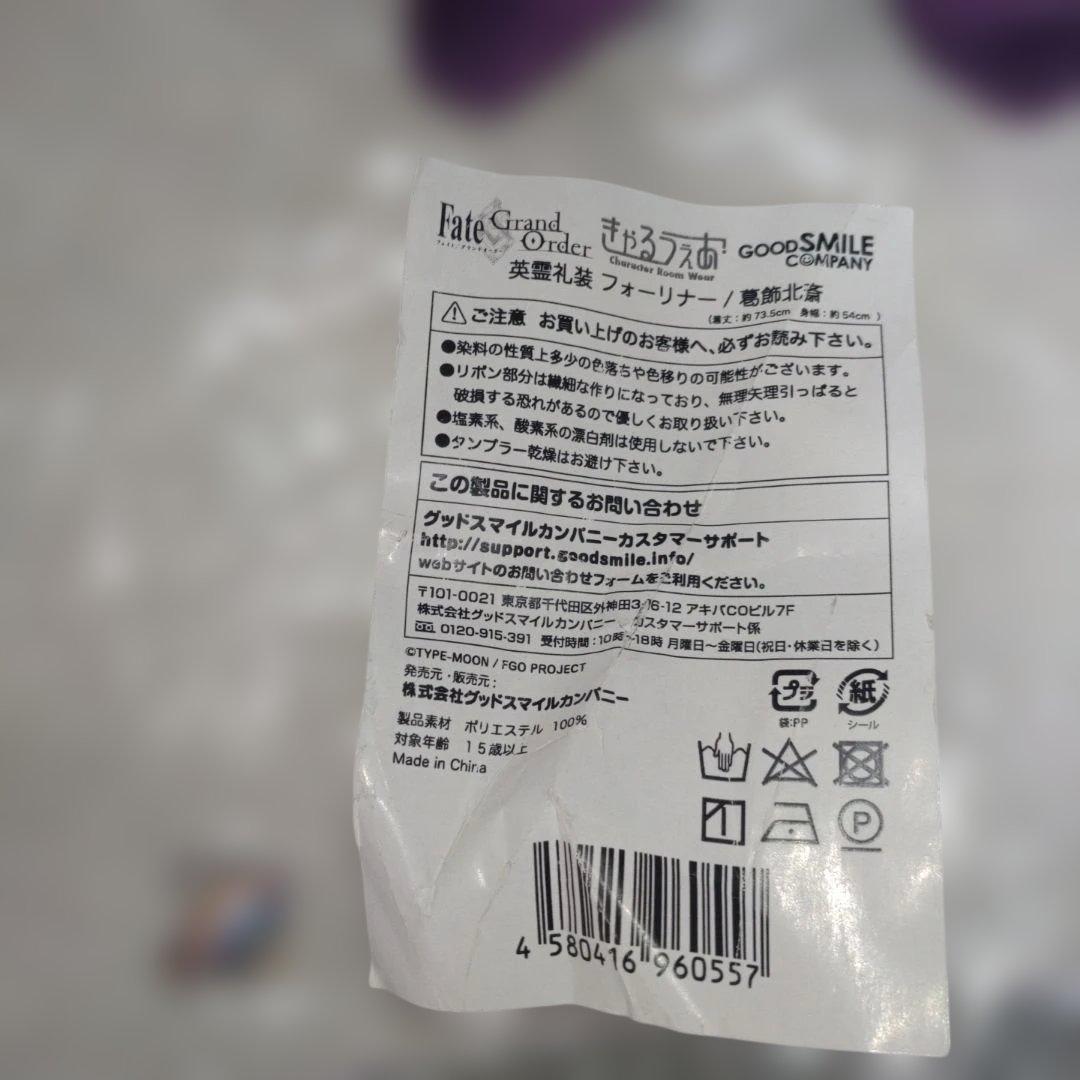 Fate Grand Order
フェイト/グランドオーダー
きゃるうぇあ
Character Room Wear
GOOD SMILE COMPANY
英霊礼装 フォーリナー / 葛飾北斎
(着丈:約73.5cm 身幅:約54cm)
ご注意 お買い上げのお客様へ、必ずお読み下さい。
●染料の性質上多少の色落ちや色移りの可能性がございます。
●リボン部分は繊細な作りになっており、無理矢理引っぱると
破損する恐れがあるので優しくお取り扱い下さい。
●塩素系、酸素系の漂白剤は使用しないで下さい。
●タンブラー乾燥はお避け下さい。
この製品に関するお問い合わせ
グッドスマイルカンパニーカスタマーサポート
http://support.goodsmile.info/
webサイトのお問い合わせフォームをご利用ください。
〒101-0021 東京都千代田区外神田3-16-12 アキバCOビル7F
株式会社グッドスマイルカンパニー カスタマーサポート係
0120-915-391 受付時間:10時~18時 月曜日~金曜日(祝日・休業日を除く)
©TYPE-MOON / FGO PROJECT
発売元・販売元:
株式会社グッドスマイルカンパニー
製品素材 ポリエステル 100%
対象年齢 15歳以上
Made in China
プラ
紙
袋:PP
シール
P
4 580416 960557